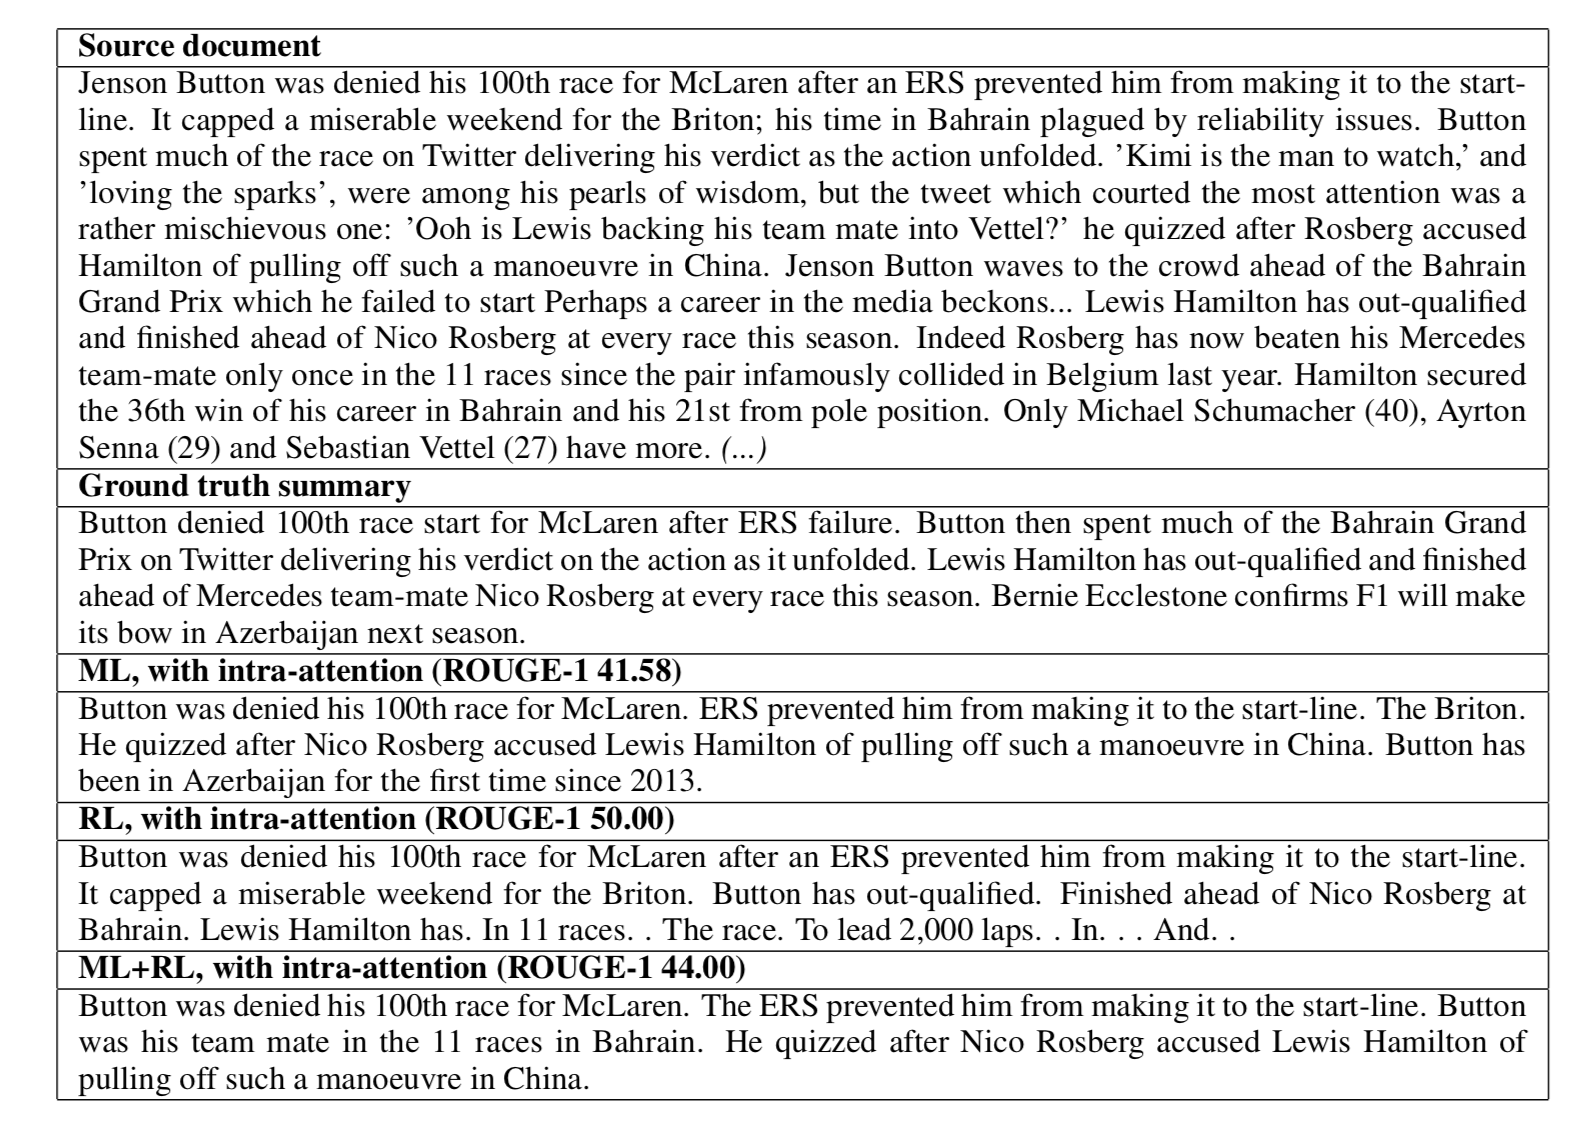 Source document
Jenson Button was denied his 100th race for McLaren after an ERS prevented him from making it to the start-
line. It capped a miserable weekend for the Briton; his time in Bahrain plagued by reliability issues. Button
spent much of the race on Twitter delivering his verdict as the action unfolded. ’Kimi is the man to watch,’ and
’loving the sparks’, were among his pearls of wisdom, but the tweet which courted the most attention was a
rather mischievous one: ’Ooh is Lewis backing his team mate into Vettel?’ he quizzed after Rosberg accused
Hamilton of pulling off such a manoeuvre in China. Jenson Button waves to the crowd ahead of the Bahrain
Grand Prix which he failed to start Perhaps a career in the media beckons... Lewis Hamilton has out-qualified
and finished ahead of Nico Rosberg at every race this season. Indeed Rosberg has now beaten his Mercedes
team-mate only once in the 11 races since the pair infamously collided in Belgium last year. Hamilton secured
the 36th win of his career in Bahrain and his 21st from pole position. Only Michael Schumacher (40), Ayrton
Senna (29) and Sebastian Vettel (27) have more. (...)
Ground truth summary
Button denied 100th race start for McLaren after ERS failure. Button then spent much of the Bahrain Grand
Prix on Twitter delivering his verdict on the action as it unfolded. Lewis Hamilton has out-qualified and finished
ahead of Mercedes team-mate Nico Rosberg at every race this season. Bernie Ecclestone confirms F1 will make
its bow in Azerbaijan next season.
ML, with intra-attention (ROUGE-1 41.58)
Button was denied his 100th race for McLaren. ERS prevented him from making it to the start-line. The Briton.
He quizzed after Nico Rosberg accused Lewis Hamilton of pulling off such a manoeuvre in China. Button has
been in Azerbaijan for the first time since 2013.
RL, with intra-attention (ROUGE-1 50.00)
Button was denied his 100th race for McLaren after an ERS prevented him from making it to the start-line.
It capped a miserable weekend for the Briton. Button has out-qualified. Finished ahead of Nico Rosberg at
Bahrain. Lewis Hamilton has. In 11 races. . The race. To lead 2,000 laps. . In. . . And. .
ML+RL, with intra-attention (ROUGE-1 44.00)
Button was denied his 100th race for McLaren. The ERS prevented him from making it to the start-line. Button
was his team mate in the 11 races in Bahrain. He quizzed after Nico Rosberg accused Lewis Hamilton of
pulling off such a manoeuvre in China.